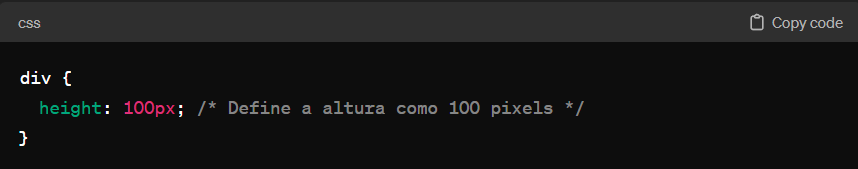 css
Copy code
div {
height: 100px; /* Define a altura como 100 pixels */
}